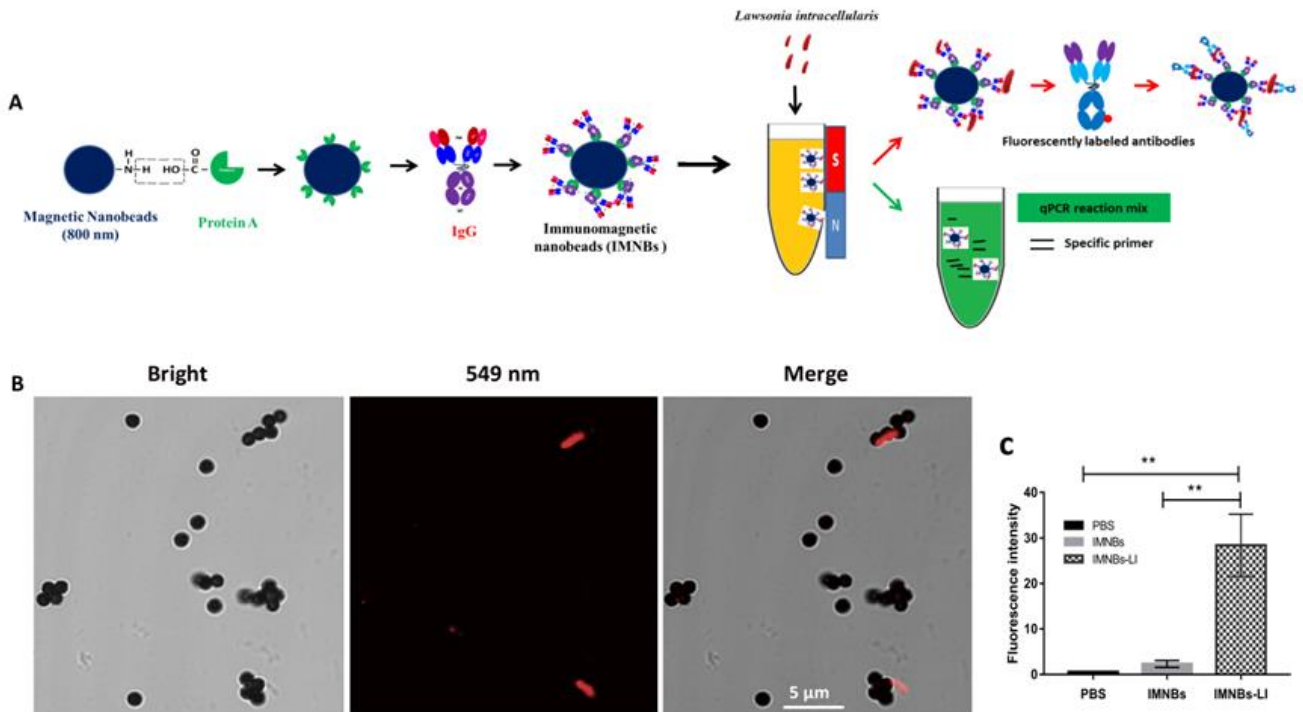 A
Lawsonia intracellularis
H
N
H
HO
C
O
Magnetic Nanobeads
(800 nm)
Protein A
IgG
Immunomagnetic
nanobeads (IMNBs )
S
N
Fluorescently labeled antibodies
qPCR reaction mix
Specific primer
B
Bright
549 nm
Merge
5 µm
C
**
**
Fluorescence intensity
40
30
20
10
0
PBS
IMNBs
IMNBs-LI
PBS
IMNBs
IMNBs-LI